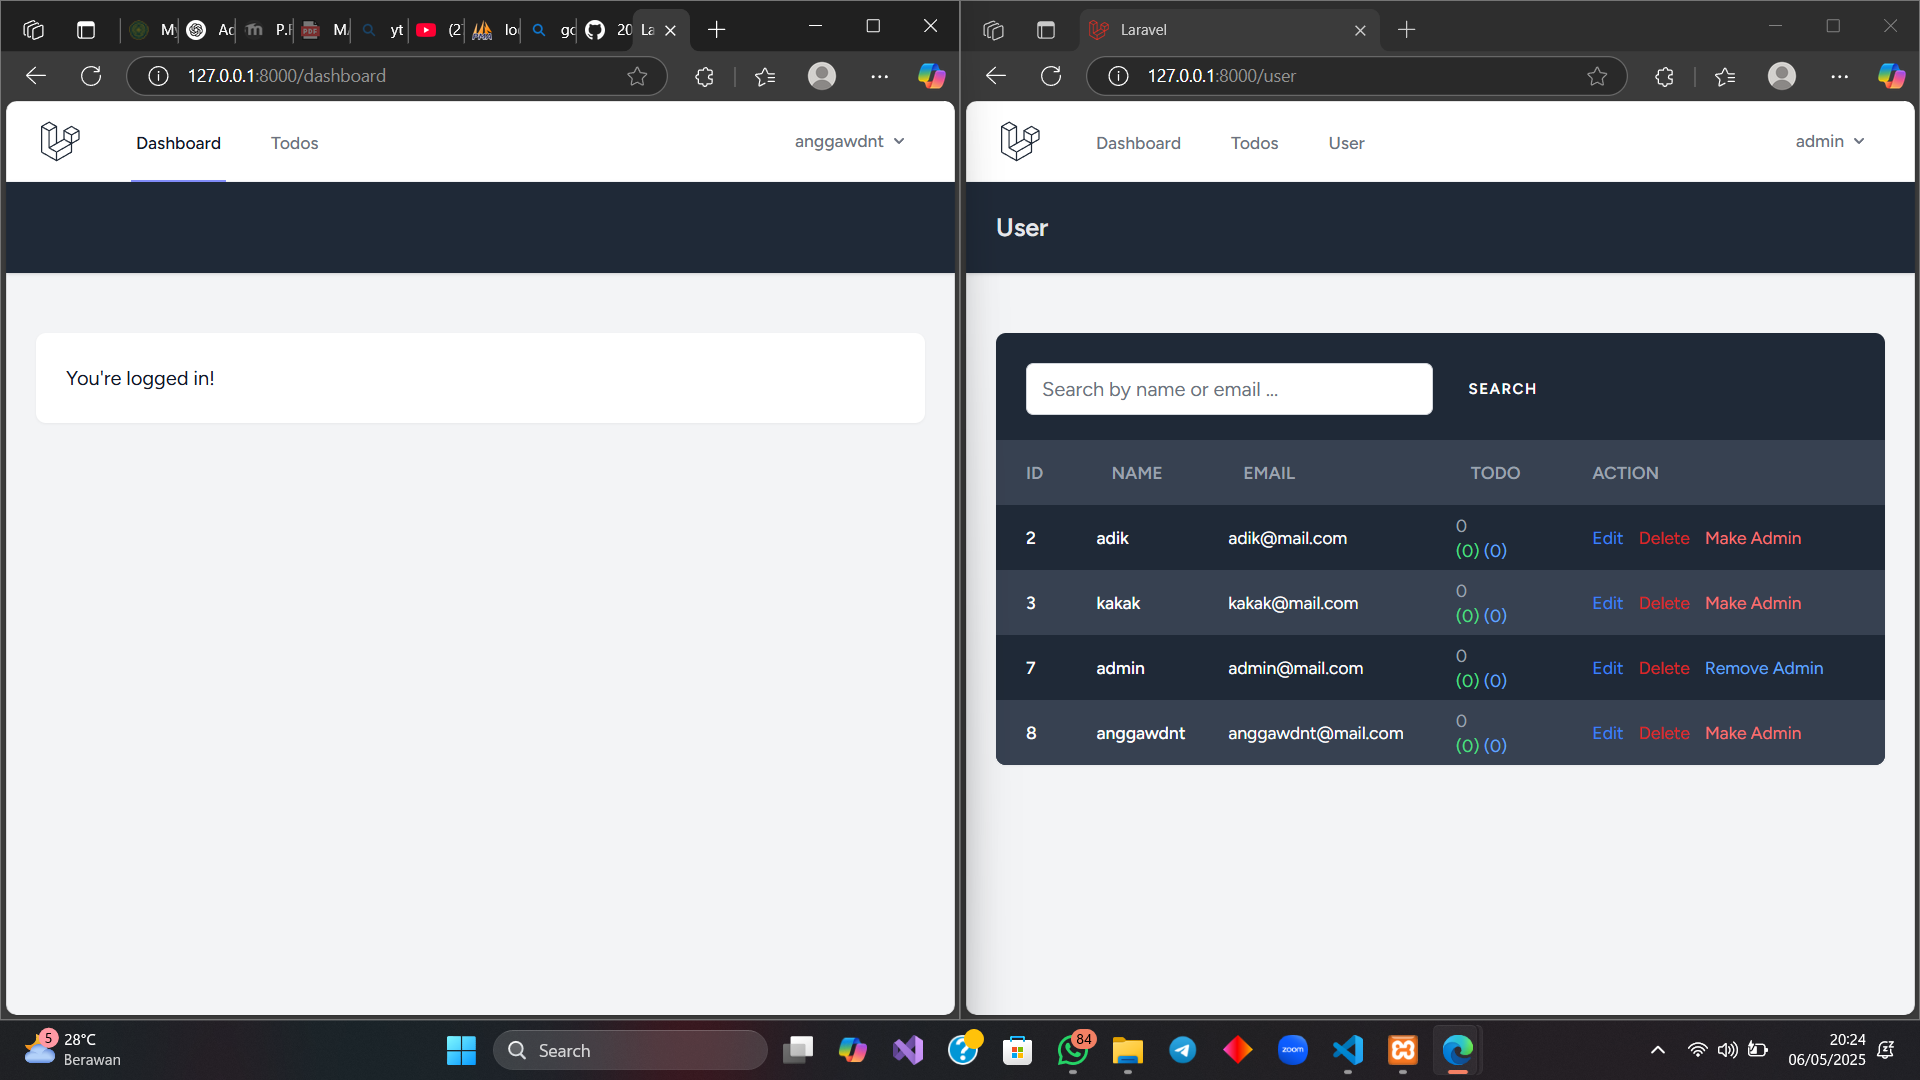 My
Ac
P.F
MA
yt
(2
lo
go
20
La
127.0.0.1:8000/dashboard
Dashboard
Todos
anggawdnt
You're logged in!
Laravel
127.0.0.1:8000/user
Dashboard
Todos
User
admin
User
Search by name or email ...
SEARCH
ID NAME EMAIL TODO ACTION
2 adik adik@mail.com 0 (0) (0) Edit Delete Make Admin
3 kakak kakak@mail.com 0 (0) (0) Edit Delete Make Admin
7 admin admin@mail.com 0 (0) (0) Edit Delete Remove Admin
8 anggawdnt anggawdnt@mail.com 0 (0) (0) Edit Delete Make Admin
5
28°C
Berawan
Search
84
zoom
20:24
06/05/2025